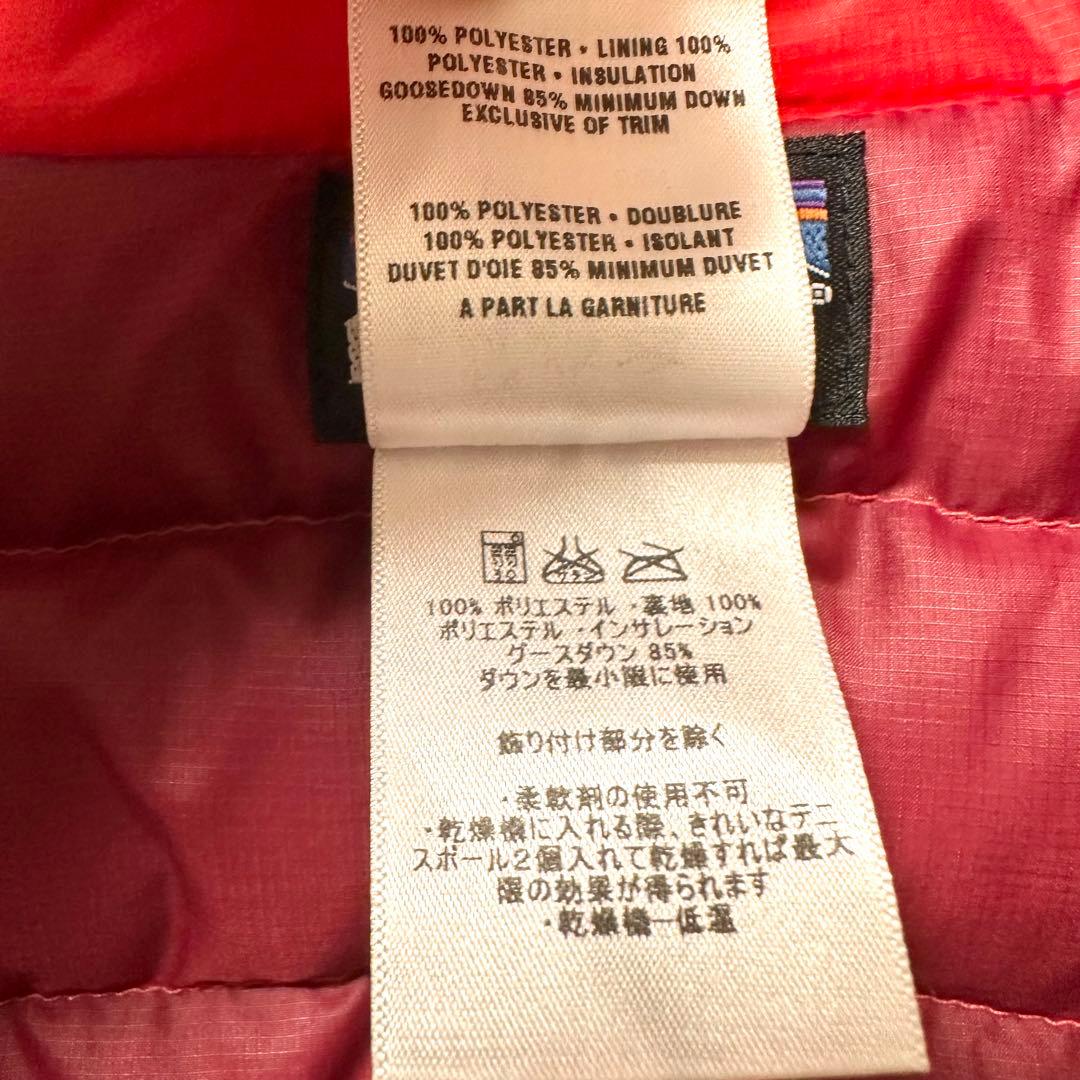 100% POLYESTER • LINING 100%
POLYESTER • INSULATION
GOOSEDOWN 85% MINIMUM DOWN
EXCLUSIVE OF TRIM
100% POLYESTER • DOUBLURE
100% POLYESTER • ISOLANT
DUVET D'OIE 85% MINIMUM DUVET
A PART LA GARNITURE
100% ポリエステル・裏地 100%
ポリエステル・インサレーション
グースダウン 85%
ダウンを最小限に使用
飾り付け部分を除く
・柔軟剤の使用不可
・乾燥機に入れる際、きれいなテニ
スボール2個入れて乾燥すれば最大
限の効果が得られます
・乾燥機－低温